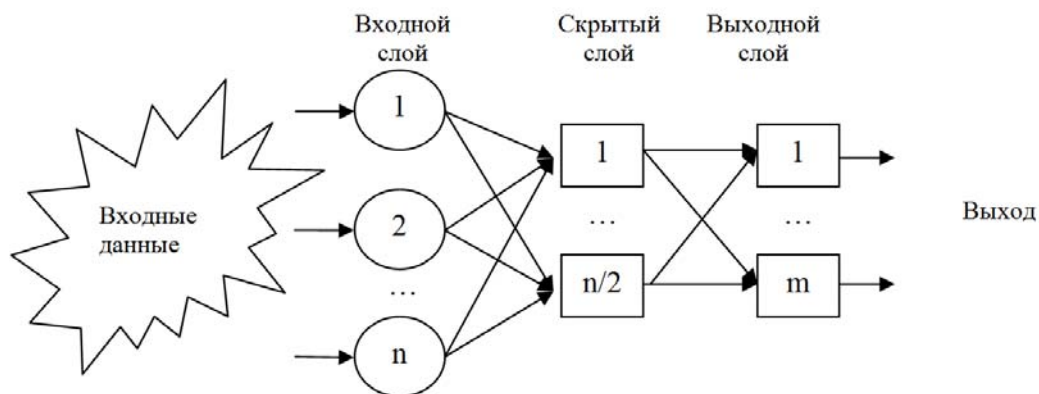 Входной
слой
Скрытый
слой
Выходной
слой
Входные
данные
1
2
...
n
1
...
n/2
1
...
m
Выход